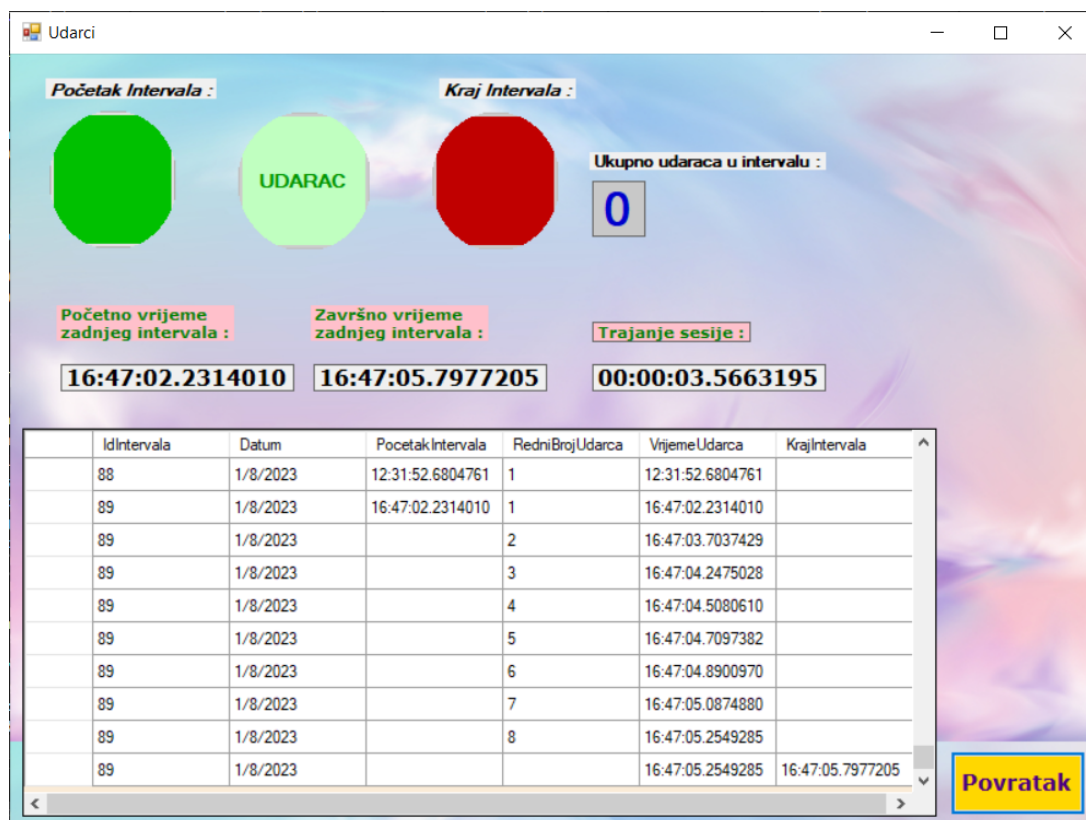 Udarci
Početak Intervala :
Kraj Intervala :
UDARAC
Ukupno udaraca u intervalu :
0
Početno vrijeme
zadnjeg intervala :
Završno vrijeme
zadnjeg intervala :
Trajanje sesije :
16:47:02.2314010 16:47:05.7977205 00:00:03.5663195
IdIntervala Datum PocetakIntervala RedniBrojUdarca VrijemeUdarca KrajIntervala
88 1/8/2023 12:31:52.6804761 1 12:31:52.6804761
89 1/8/2023 16:47:02.2314010 1 16:47:02.2314010
89 1/8/2023 2 16:47:03.7037429
89 1/8/2023 3 16:47:04.2475028
89 1/8/2023 4 16:47:04.5080610
89 1/8/2023 5 16:47:04.7097382
89 1/8/2023 6 16:47:04.8900970
89 1/8/2023 7 16:47:05.0874880
89 1/8/2023 8 16:47:05.2549285
89 1/8/2023 16:47:05.2549285 16:47:05.7977205
Povratak